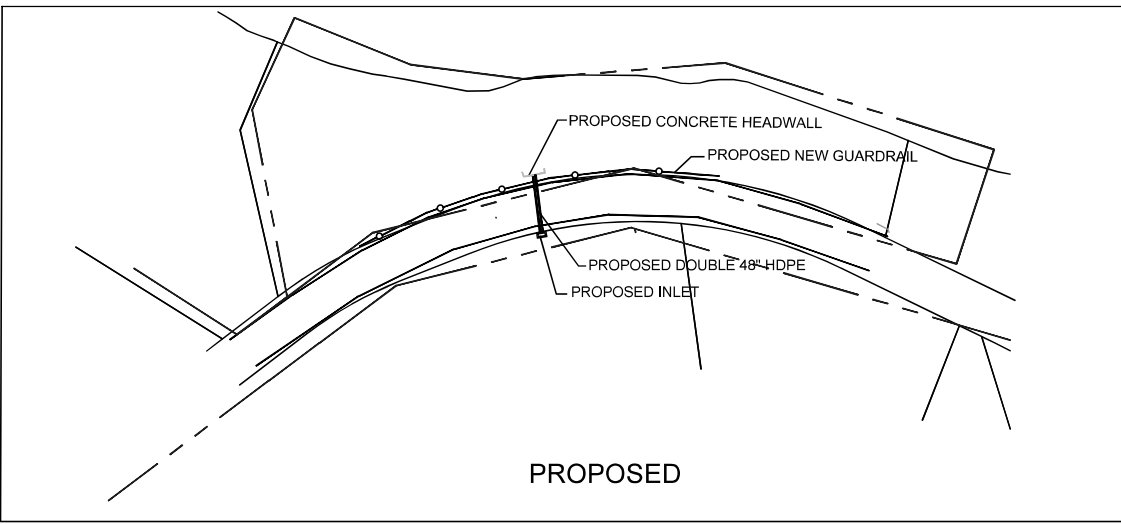 PROPOSED CONCRETE HEADWALL
PROPOSED NEW GUARDRAIL
PROPOSED DOUBLE 48" HDPE
PROPOSED INLET
PROPOSED